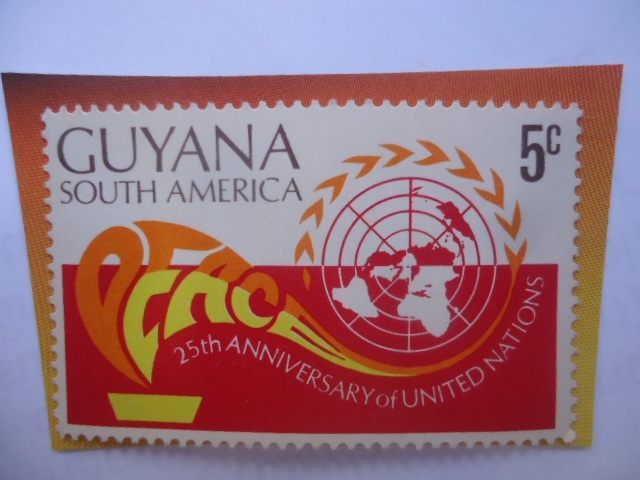 GUYANA
SOUTH AMERICA
5c
PEACE
25th ANNIVERSARY of UNITED NATIONS